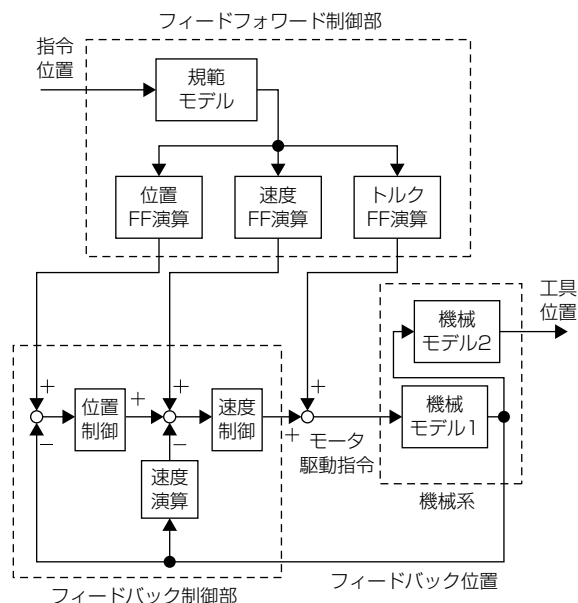 フィードフォワード制御部
指令
位置
規範
モデル
位置
FF演算
速度
FF演算
トルク
FF演算
工具
位置
機械
モデル2
+
+
+
位置
制御
+
速度
制御
+
機械
モデル1
−
−
モータ
駆動指令
速度
演算
機械系
フィードバック位置
フィードバック制御部